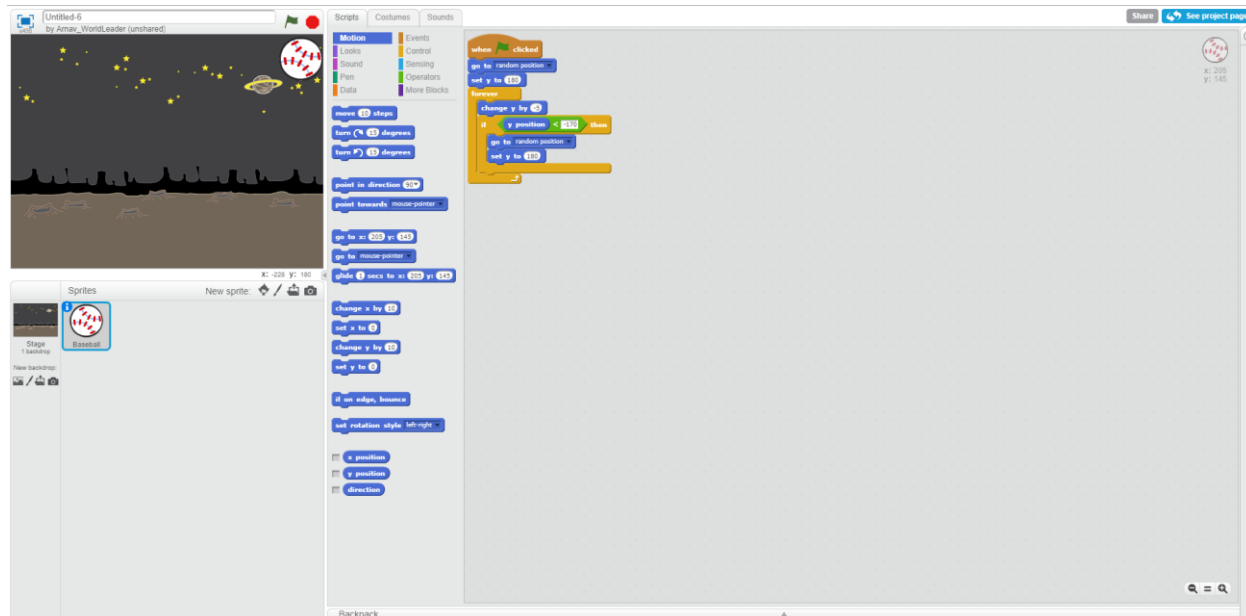 Untitled-6
by Arnav_WorldLeader (unshared)
Scripts Costumes Sounds
Share See project page
Motion Events
Looks Control
Sound Sensing
Pen Operators
Data More Blocks
move 10 steps
turn 15 degrees
turn 15 degrees
point in direction 90
point towards mouse-pointer
go to x: 205 y: 145
go to mouse-pointer
glide 1 secs to x: 205 y: 145
change x by 10
set x to 0
change y by 10
set y to 0
if on edge, bounce
set rotation style left-right
x position
y position
direction
when clicked
go to random position
set y to 180
forever
change y by -5
if y position < -170 then
go to random position
set y to 180
x: 205
y: 145
X: -228 y: 180
Sprites New sprite:
Stage
1 backdrop
Baseball
New backdrop:
Backpack